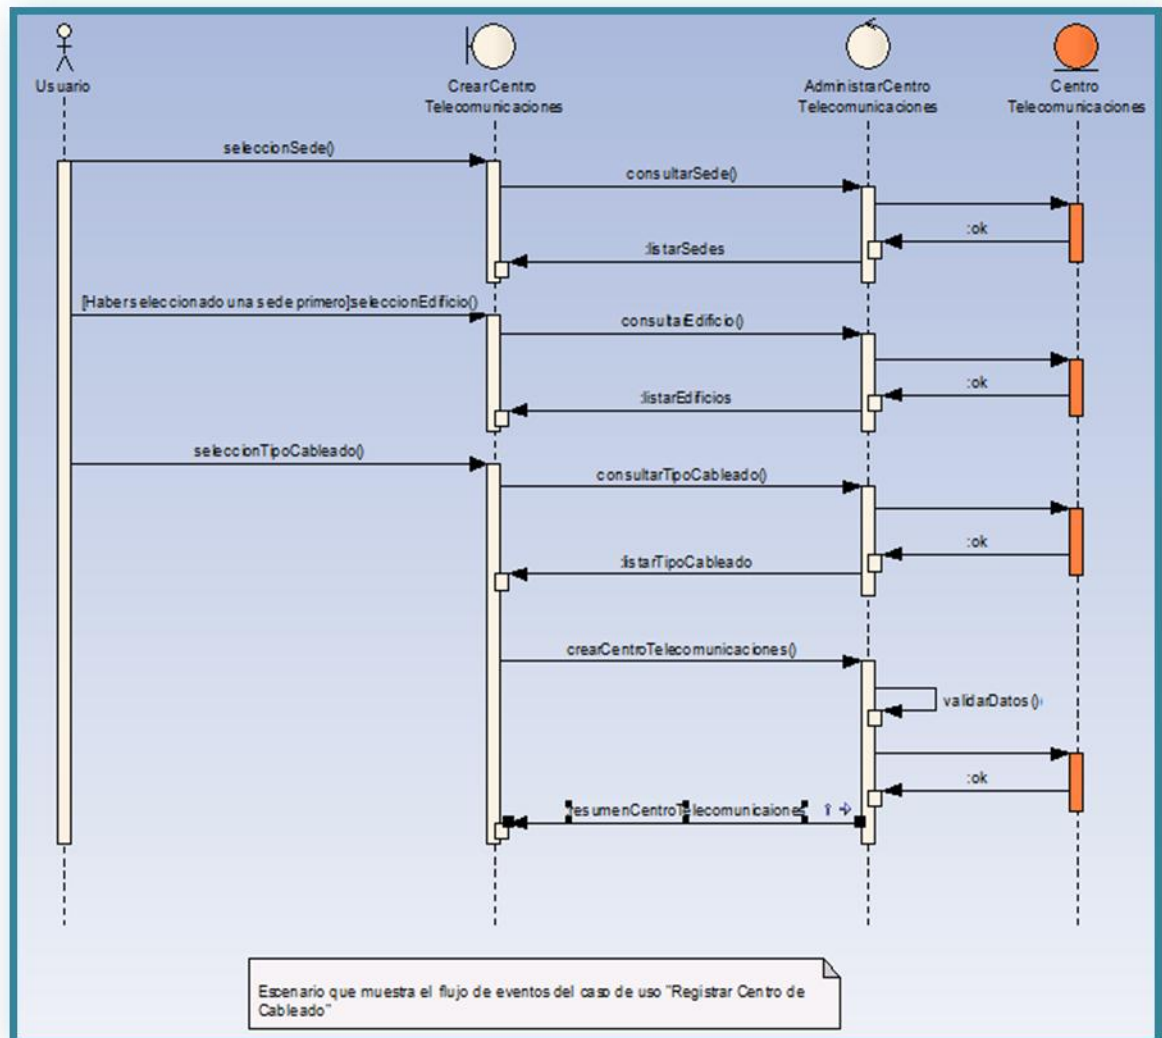 Usuario
CrearCentro
Telecomunicaciones
AdministrarCentro
Telecomunicaciones
Centro
Telecomunicaciones
seleccionSede()
consultarSede()
:ok
:listarSedes
[Haber seleccionado una sede primero]seleccionEdificio()
consultarEdificio()
:ok
:listarEdificios
seleccionTipoCableado()
consultarTipoCableado()
:ok
:listarTipoCableado
crearCentroTelecomunicaciones()
validarDatos()
:ok
resumenCentroTelecomunicaiones
Escenario que muestra el flujo de eventos del caso de uso "Registrar Centro de
Cableado"